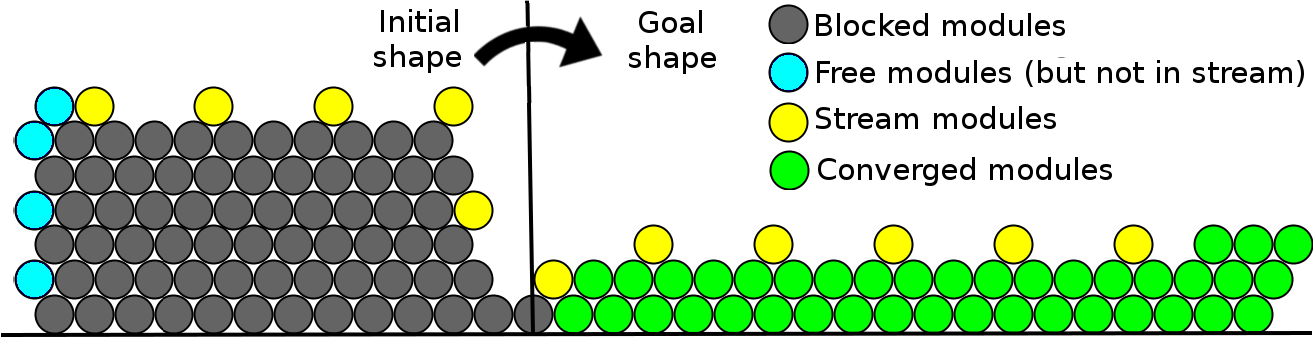 Initial
shape
Goal
shape
Blocked modules
Free modules (but not in stream)
Stream modules
Converged modules